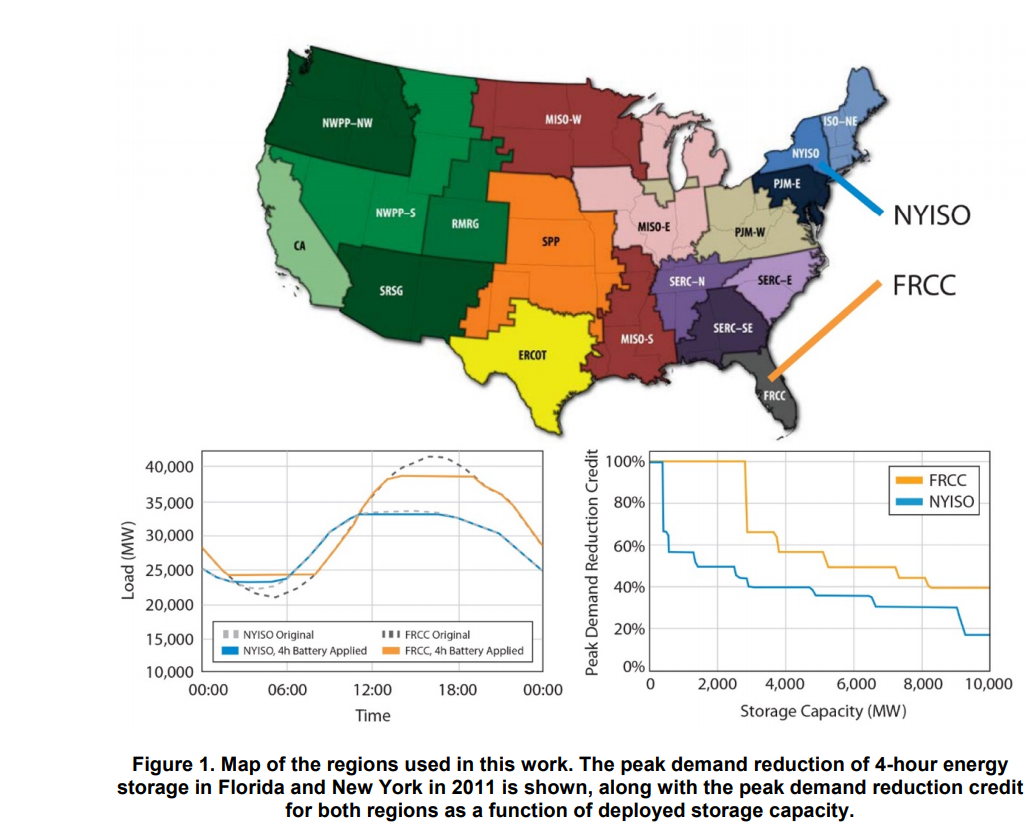 NWPP–NW
MISO-W
ISO–NE
NYISO
PJM-E
NWPP–S
RMRG
NYISO
CA
SPP
MISO-E
PJM-W
SRSG
SERC–N
SERC–E
FRCC
SERC–SE
MISO-S
ERCOT
FRCC
Load (MW)
40,000
35,000
30,000
25,000
20,000
15,000
10,000
NYISO Original
FRCC Original
NYISO, 4h Battery Applied
FRCC, 4h Battery Applied
00:00
06:00
12:00
18:00
00:00
Time
Peak Demand Reduction Credit
100%
80%
60%
40%
20%
0%
FRCC
NYISO
0
2,000
4,000
6,000
8,000
10,000
Storage Capacity (MW)
Figure 1. Map of the regions used in this work. The peak demand reduction of 4-hour energy
storage in Florida and New York in 2011 is shown, along with the peak demand reduction credit
for both regions as a function of deployed storage capacity.